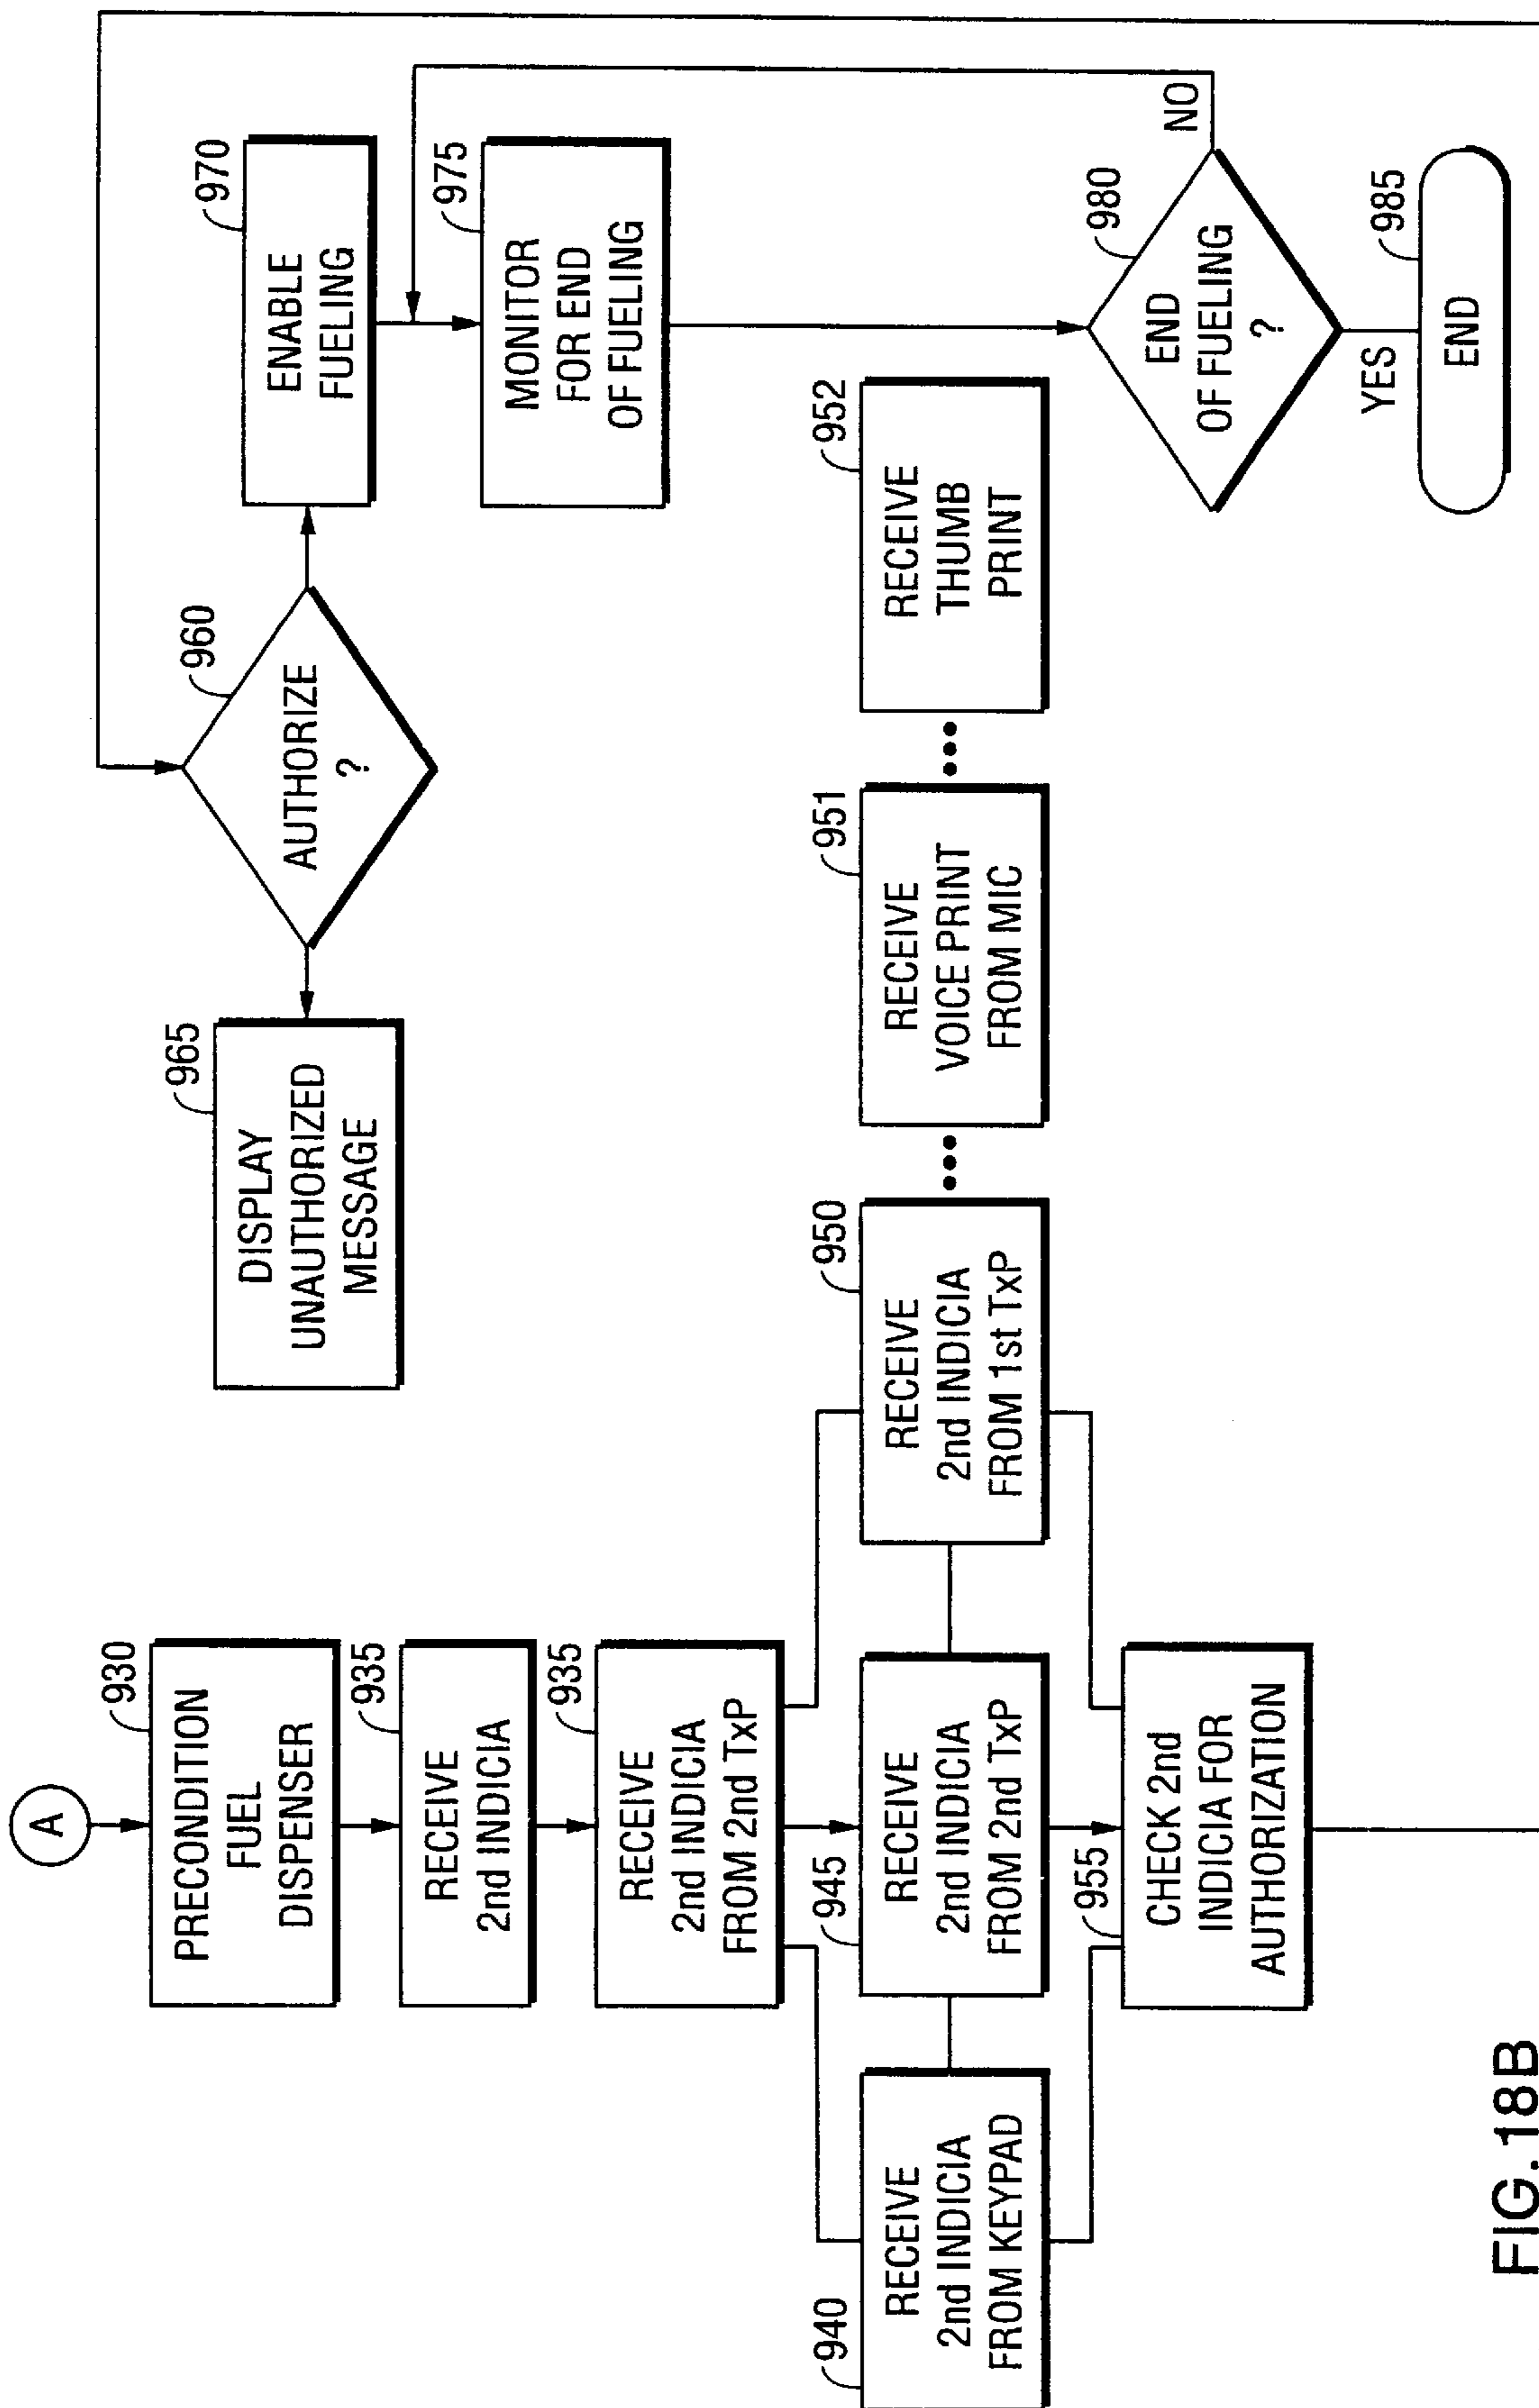 A
930
PRECONDITION
FUEL
DISPENSER
935
RECEIVE
2nd INDICIA
935
RECEIVE
2nd INDICIA
FROM 2nd TxP
940
RECEIVE
2nd INDICIA
FROM KEYPAD
945
RECEIVE
2nd INDICIA
FROM 2nd TxP
950
RECEIVE
2nd INDICIA
FROM 1st TxP
951
RECEIVE
VOICE PRINT
FROM MIC
952
RECEIVE
THUMB
PRINT
955
CHECK 2nd
INDICIA FOR
AUTHORIZATION
960
AUTHORIZE
?
965
DISPLAY
UNAUTHORIZED
MESSAGE
970
ENABLE
FUELING
975
MONITOR
FOR END
OF FUELING
980
END
OF FUELING
?
NO
YES
985
END
FIG.18B